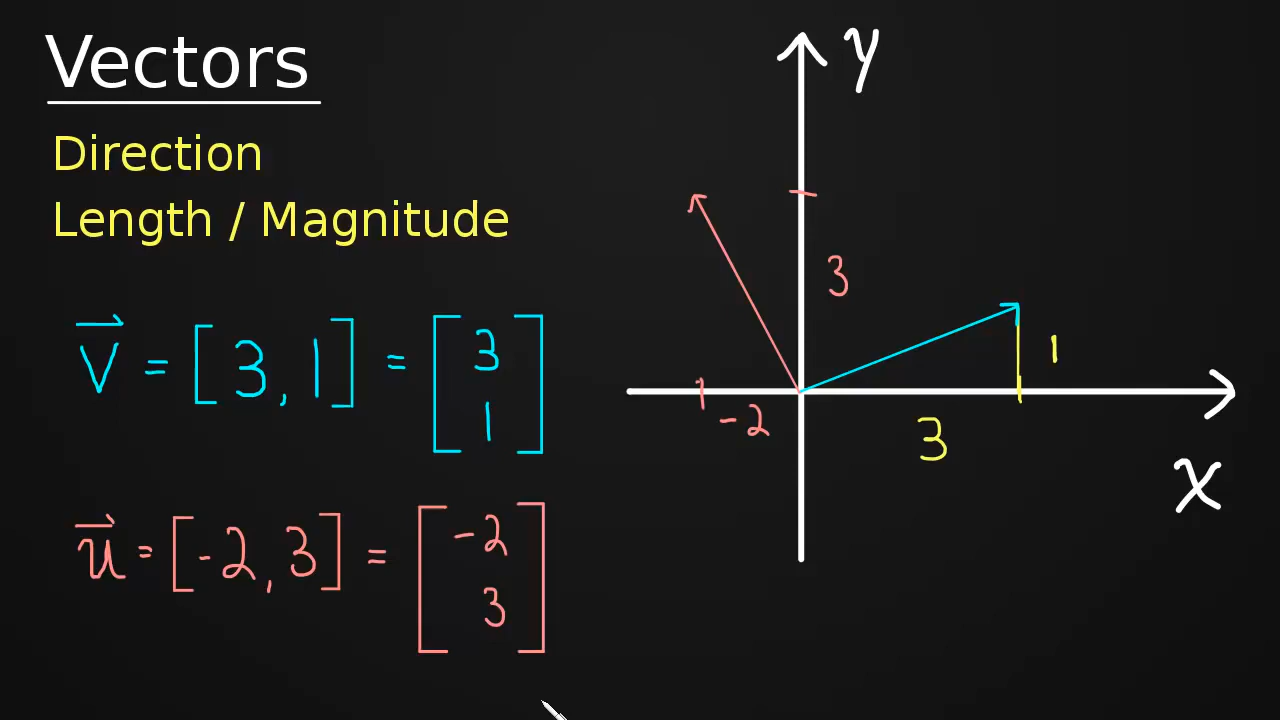 Vectors
Direction
Length / Magnitude
v⃗ = [3, 1] = [3
1]
u⃗ = [-2, 3] = [-2
3]
y
3
1
-2
3
x